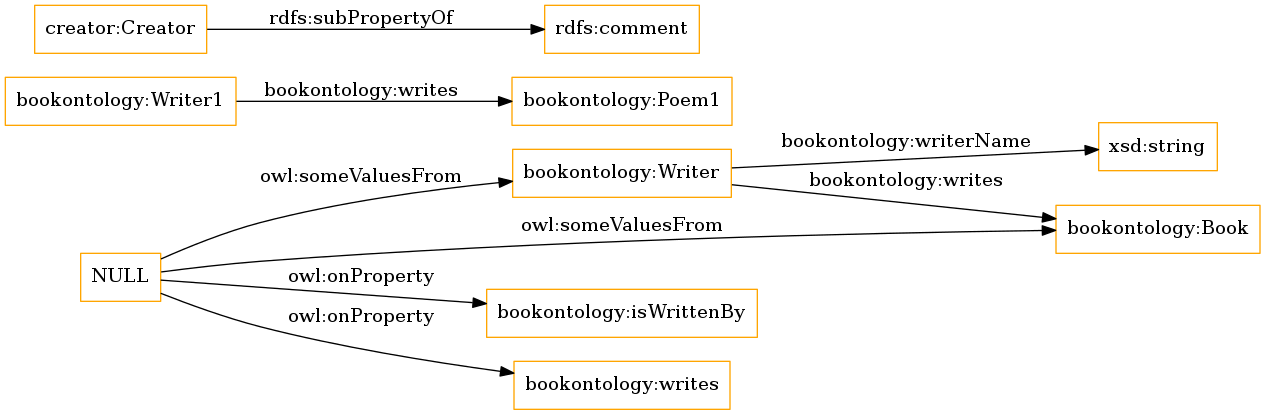 creator:Creator
rdfs:subPropertyOf
rdfs:comment
bookontology:Writer1
bookontology:writes
bookontology:Poem1
bookontology:Writer
bookontology:writerName
xsd:string
bookontology:writes
bookontology:Book
owl:someValuesFrom
owl:someValuesFrom
NULL
owl:onProperty
bookontology:isWrittenBy
owl:onProperty
bookontology:writes